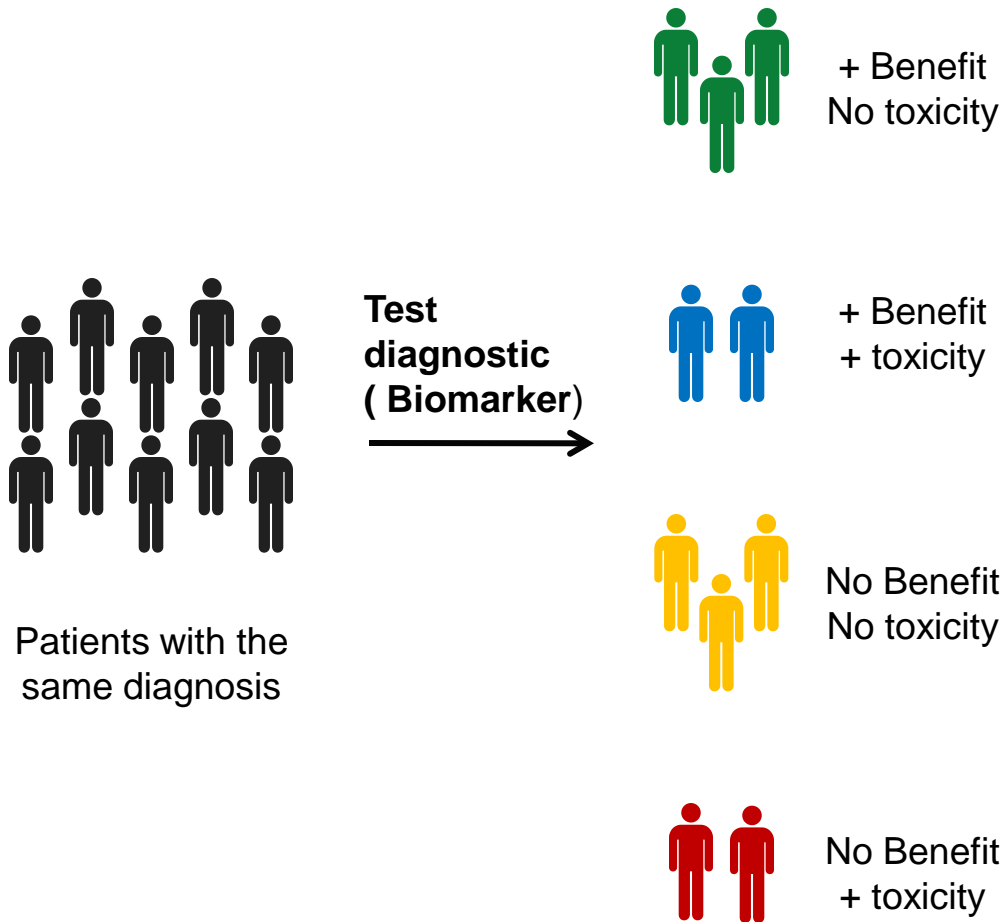 + Benefit
No toxicity
Test
diagnostic
( Biomarker)
+ Benefit
+ toxicity
Patients with the
same diagnosis
No Benefit
No toxicity
No Benefit
+ toxicity